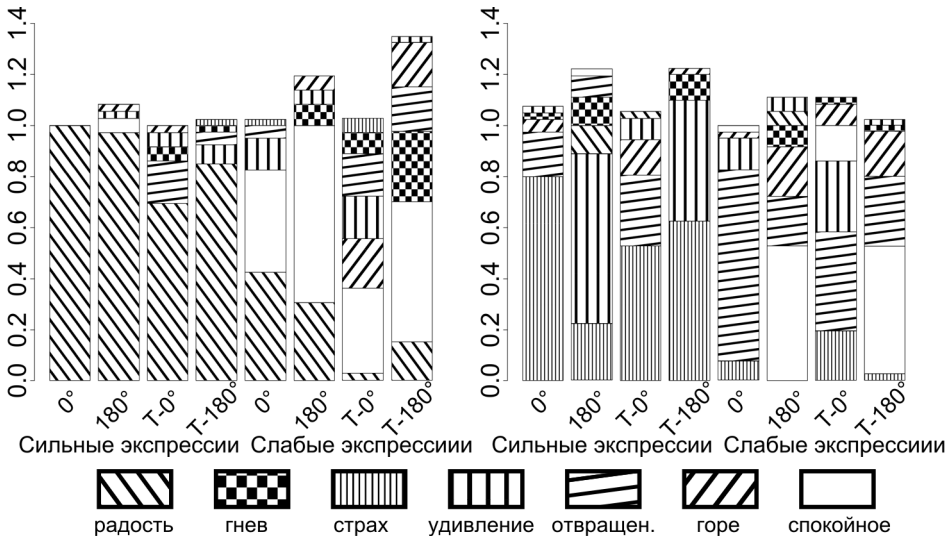 1.4 1.4
1.2 1.2
1.0 1.0
0.8 0.8
0.6 0.6
0.4 0.4
0.2 0.2
0.0 0.0
0° 180° Т-0° Т-180° 0° 180° Т-0° Т-180° 0° 180° Т-0° Т-180° 0° 180° Т-0° Т-180°
Сильные экспрессии Слабые экспрессиии Сильные экспрессии Слабые экспрессиии
радость гнев страх удивление отвращен. горе спокойное